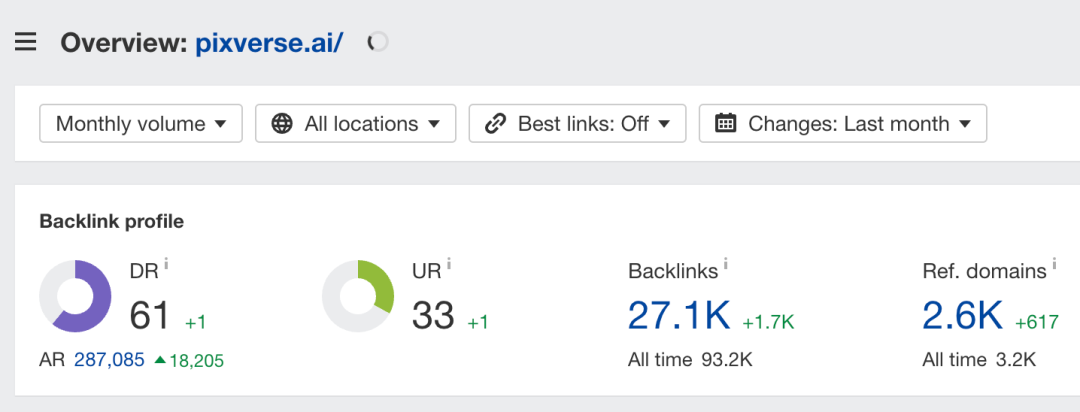 Overview: pixverse.ai/
Monthly volume All locations Best links: Off Changes: Last month
Backlink profile
DR i UR i Backlinks i Ref. domains i
61 +1 33 +1 27.1K +1.7K 2.6K +617
AR 287,085 18,205 All time 93.2K All time 3.2K